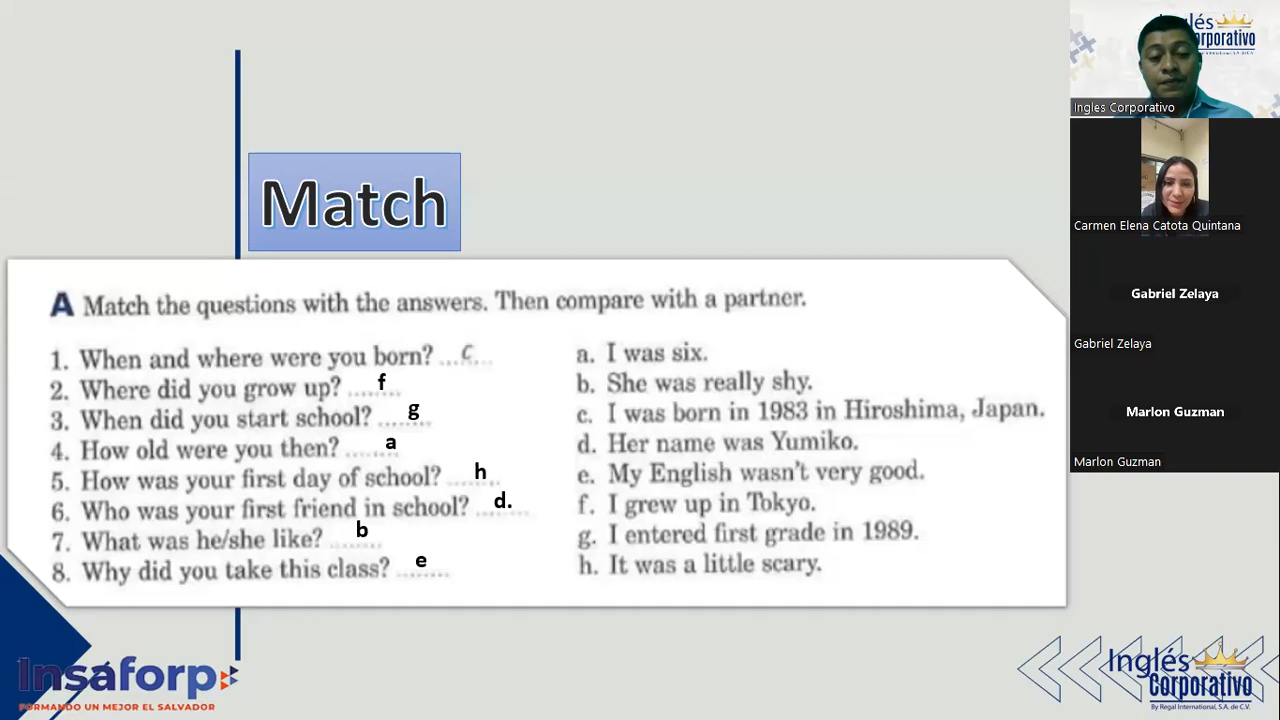 Match
A Match the questions with the answers. Then compare with a partner.
1. When and where were you born? c
2. Where did you grow up? f
3. When did you start school? g
4. How old were you then? a
5. How was your first day of school? h
6. Who was your first friend in school? d.
7. What was he/she like? b
8. Why did you take this class? e
a. I was six.
b. She was really shy.
c. I was born in 1983 in Hiroshima, Japan.
d. Her name was Yumiko.
e. My English wasn't very good.
f. I grew up in Tokyo.
g. I entered first grade in 1989.
h. It was a little scary.
Insaforp
FORMANDO UN MEJOR EL SALVADOR
Inglés
Corporativo
By Regal International, S.A. de C.V.
Ingles Corporativo
Carmen Elena Catota Quintana
Gabriel Zelaya
Gabriel Zelaya
Marlon Guzman
Marlon Guzman